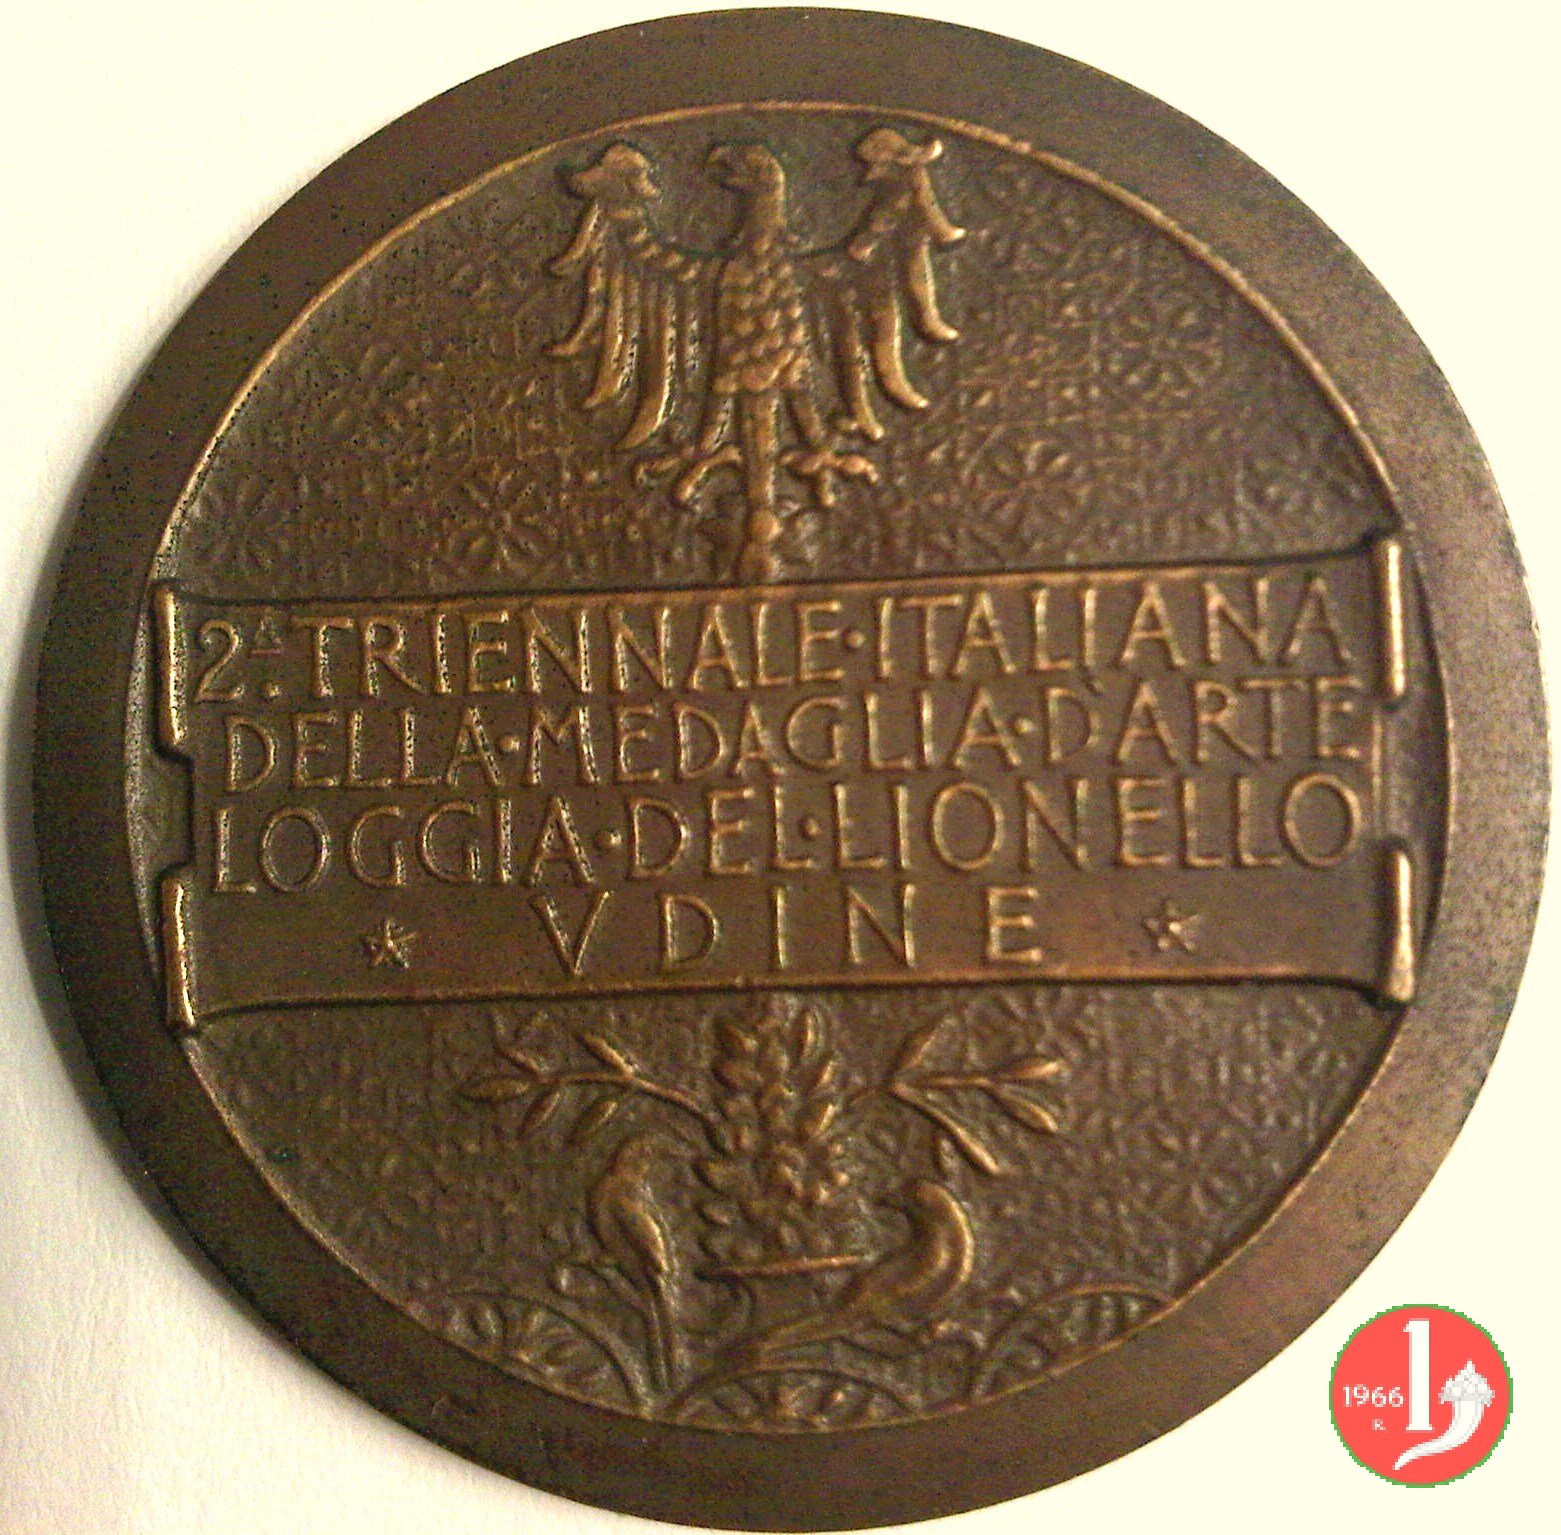 2ᴬ. TRIENNALE · ITALIANA
DELLA · MEDAGLIA · D'ARTE
LOGGIA · DEL · LIONELLO
VDINE
1966
R